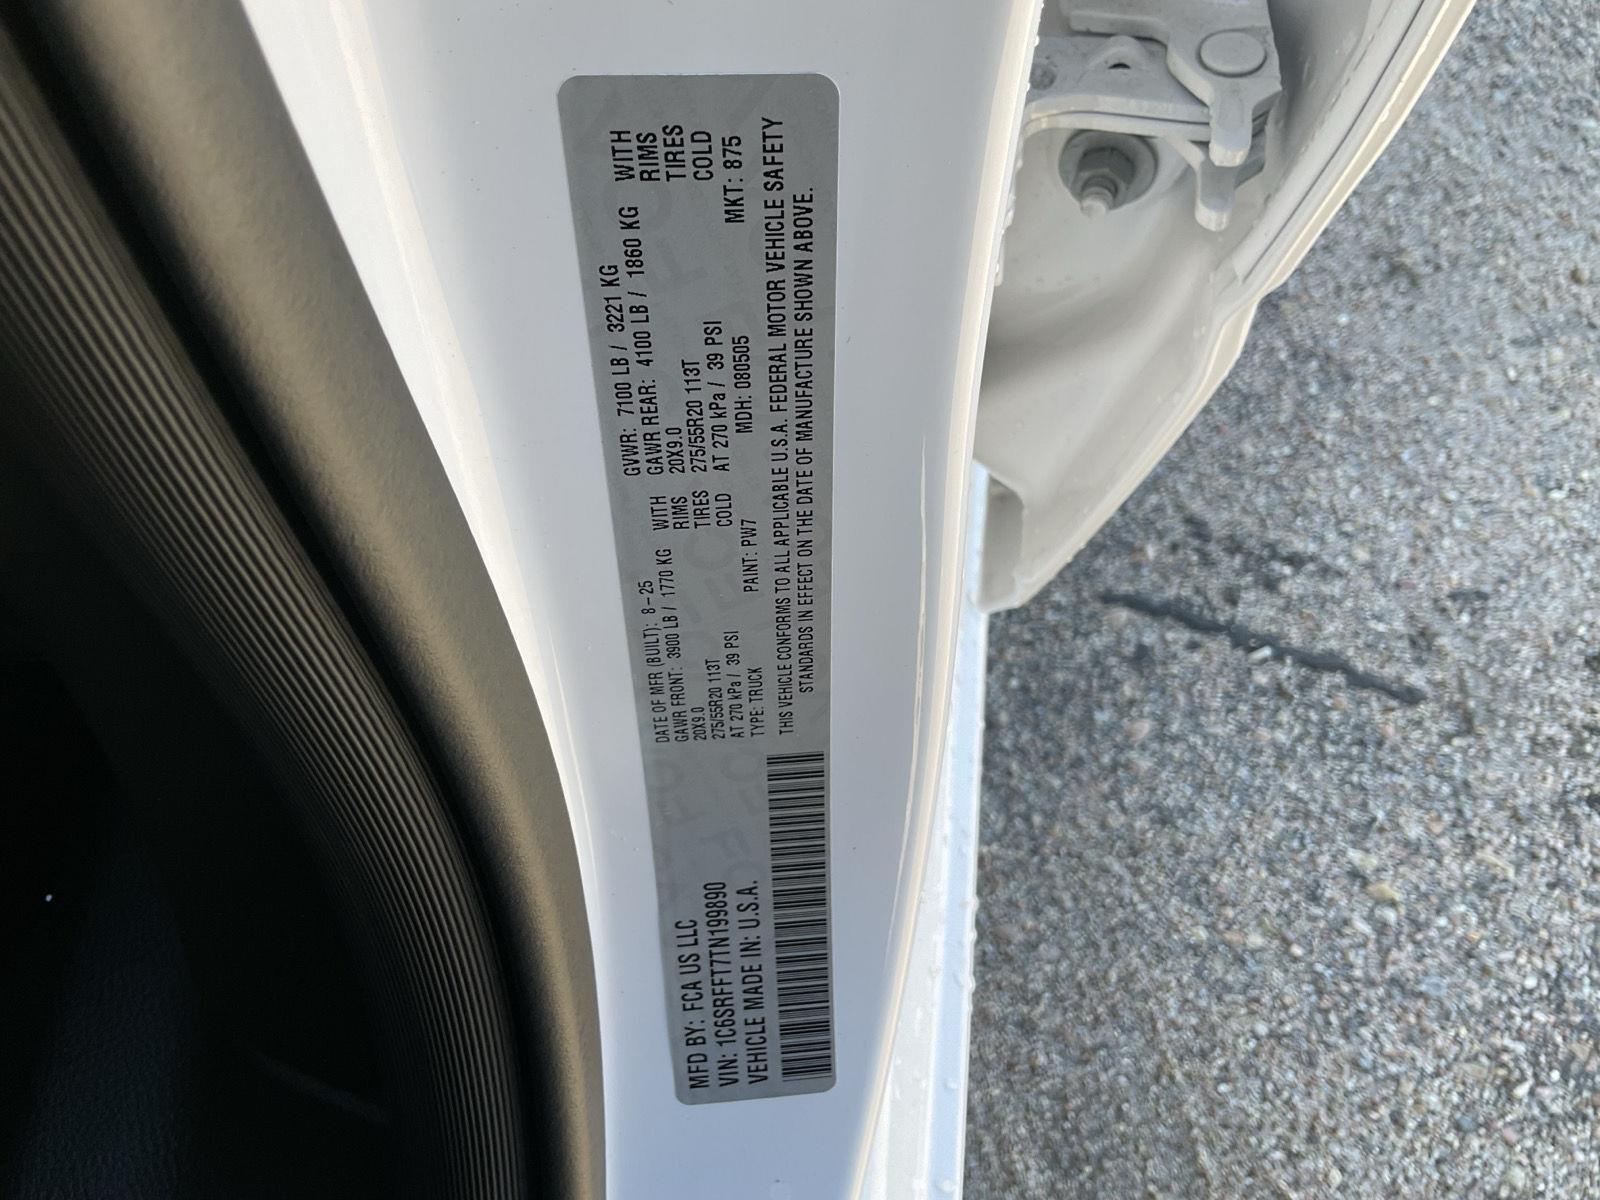 MFD BY: FCA US LLC
VIN: 1C6SRFFT7TN199890
VEHICLE MADE IN: U.S.A.
DATE OF MFR (BUILT): 8-25 GVWR: 7100 LB / 3221 KG
GAWR FRONT: 3900 LB / 1770 KG WITH GAWR REAR: 4100 LB / 1860 KG WITH
20X9.0 RIMS 20X9.0 RIMS
275/55R20 113T TIRES 275/55R20 113T TIRES
AT 270 kPa / 39 PSI COLD AT 270 kPa / 39 PSI COLD
TYPE: TRUCK PAINT: PW7 MDH: 080505 MKT: 875
THIS VEHICLE CONFORMS TO ALL APPLICABLE U.S.A. FEDERAL MOTOR VEHICLE SAFETY
STANDARDS IN EFFECT ON THE DATE OF MANUFACTURE SHOWN ABOVE.